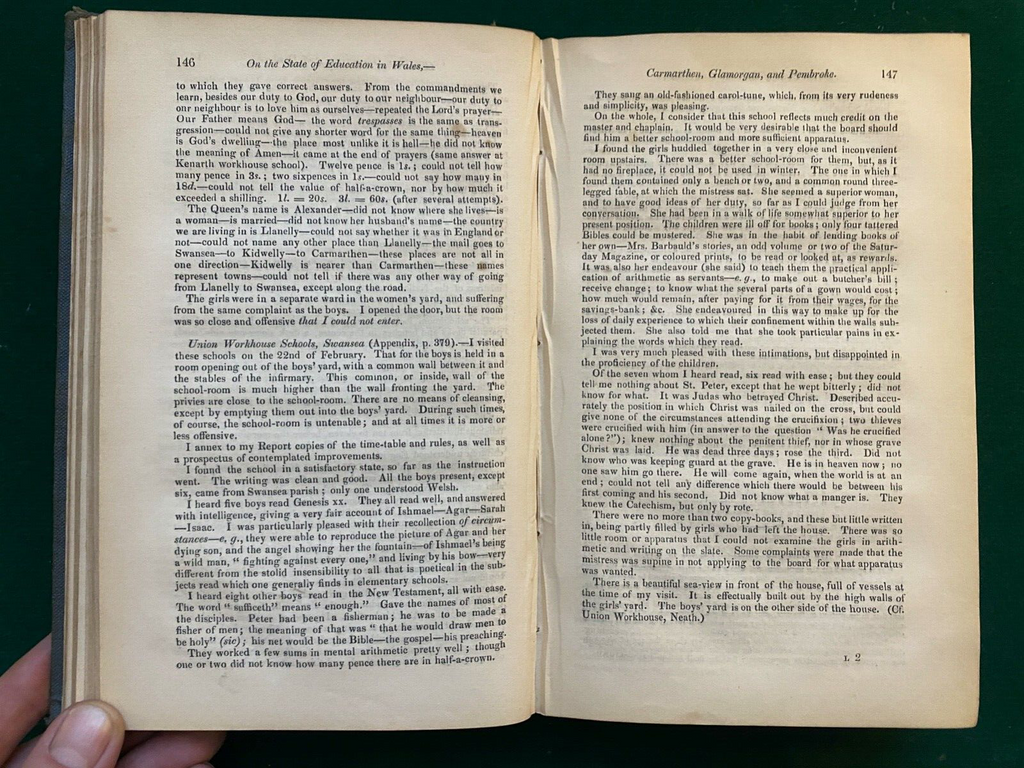 146 On the State of Education in Wales,—
to which they gave correct answers. From the commandments we
learn, besides our duty to God, our duty to our neighbour—our duty to
our neighbour is to love him as ourselves—repeated the Lord's prayer—
Our Father means God— the word trespasses is the same as trans-
gression—could not give any shorter word for the same thing—heaven
is God's dwelling—the place most unlike it is hell—he did not know
the meaning of Amen—it came at the end of prayers (same answer at
Kenarth workhouse school). Twelve pence is 1s.; could not tell how
many pence in 3s.; two sixpences in 1s.—could not say how many in
18d.—could not tell the value of half-a-crown, nor by how much it
exceeded a shilling. 1l. = 20s. 3l. = 60s. (after several attempts).
The Queen's name is Alexander—did not know where she lives—is
a woman—is married—did not know her husband's name—the country
we are living in is Llanelly—could not say whether it was in England or
not—could not name any other place than Llanelly—the mail goes to
Swansea—to Kidwelly—to Carmarthen—these places are not all in
one direction—Kidwelly is nearer than Carmarthen—these names
represent towns—could not tell if there was any other way of going
from Llanelly to Swansea, except along the road.
The girls were in a separate ward in the women's yard, and suffering
from the same complaint as the boys. I opened the door, but the room
was so close and offensive that I could not enter.
Union Workhouse Schools, Swansea (Appendix, p. 379).—I visited
these schools on the 22nd of February. That for the boys is held in a
room opening out of the boys' yard, with a common wall between it and
the stables of the infirmary. This common, or inside, wall of the
school-room is much higher than the wall fronting the yard. The
privies are close to the school-room. There are no means of cleansing,
except by emptying them out into the boys' yard. During such times,
of course, the school-room is untenable; and at all times it is more or
less offensive.
I annex to my Report copies of the time-table and rules, as well as
a prospectus of contemplated improvements.
I found the school in a satisfactory state, so far as the instruction
went. The writing was clean and good. All the boys present, except
six, came from Swansea parish; only one understood Welsh.
I heard five boys read Genesis xx. They all read well, and answered
with intelligence, giving a very fair account of Ishmael—Agar—Sarah
—Isaac. I was particularly pleased with their recollection of circum-
stances—e. g., they were able to reproduce the picture of Agar and her
dying son, and the angel showing her the fountain—of Ishmael's being
a wild man, " fighting against every one," and living by his bow—very
different from the stolid insensibility to all that is poetical in the sub-
jects read which one generally finds in elementary schools.
I heard eight other boys read in the New Testament, all with ease.
The word " sufficeth" means " enough." Gave the names of most of
the disciples. Peter had been a fisherman; he was to be made a
fisher of men; the meaning of that was " that he would draw men to
be holy" (sic); his net would be the Bible—the gospel—his preaching.
They worked a few sums in mental arithmetic pretty well; though
one or two did not know how many pence there are in half-a-crown.
Carmarthen, Glamorgan, and Pembroke. 147
They sang an old-fashioned carol-tune, which, from its very rudeness
and simplicity, was pleasing.
On the whole, I consider that this school reflects much credit on the
master and chaplain. It would be very desirable that the board should
find him a better school-room and more sufficient apparatus.
I found the girls huddled together in a very close and inconvenient
room upstairs. There was a better school-room for them, but, as it
had no fireplace, it could not be used in winter. The one in which I
found them contained only a bench or two, and a common round three-
legged table, at which the mistress sat. She seemed a superior woman,
and to have good ideas of her duty, so far as I could judge from her
conversation. She had been in a walk of life somewhat superior to her
present position. The children were ill off for books; only four tattered
Bibles could be mustered. She was in the habit of lending books of
her own—Mrs. Barbauld's stories, an odd volume or two of the Satur-
day Magazine, or coloured prints, to be read or looked at, as rewards.
It was also her endeavour (she said) to teach them the practical appli-
cation of arithmetic as servants—e. g., to make out a butcher's bill;
receive change; to know what the several parts of a gown would cost;
how much would remain, after paying for it from their wages, for the
savings-bank; &c. She endeavoured in this way to make up for the
loss of daily experience to which their confinement within the walls sub-
jected them. She also told me that she took particular pains in ex-
plaining the words which they read.
I was very much pleased with these intimations, but disappointed in
the proficiency of the children.
Of the seven whom I heard read, six read with ease; but they could
tell me nothing about St. Peter, except that he wept bitterly; did not
know for what. It was Judas who betrayed Christ. Described accu-
rately the position in which Christ was nailed on the cross, but could
give none of the circumstances attending the crucifixion; two thieves
were crucified with him (in answer to the question " Was he crucified
alone?"); knew nothing about the penitent thief, nor in whose grave
Christ was laid. He was dead three days; rose the third. Did not
know who was keeping guard at the grave. He is in heaven now; no
one saw him go there. He will come again, when the world is at an
end; could not tell any difference which there would be between his
first coming and his second. Did not know what a manger is. They
knew the Catechism, but only by rote.
There were no more than two copy-books, and these but little written
in, being partly filled by girls who had left the house. There was so
little room or apparatus that I could not examine the girls in arith-
metic and writing on the slate. Some complaints were made that the
mistress was supine in not applying to the board for what apparatus
was wanted.
There is a beautiful sea-view in front of the house, full of vessels at
the time of my visit. It is effectually built out by the high walls of
the girls' yard. The boys' yard is on the other side of the house. (Cf.
Union Workhouse, Neath.)
L 2